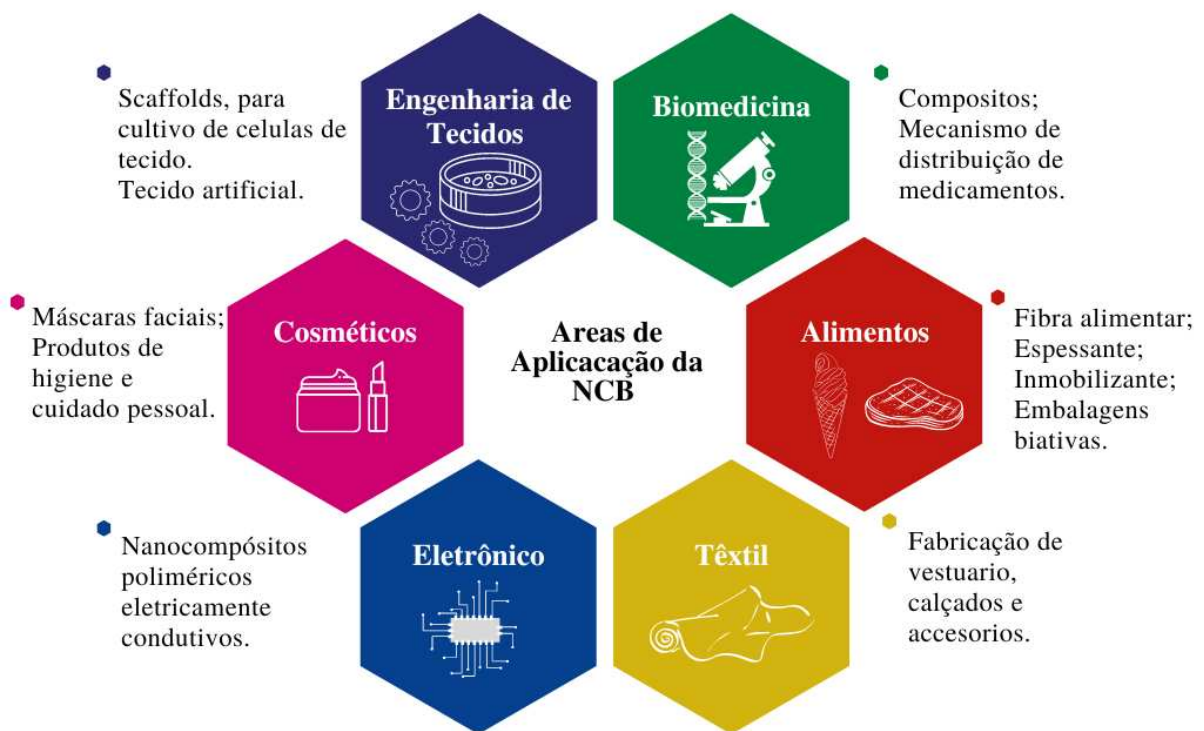 Engenharia de
Tecidos
Scaffolds, para
cultivo de celulas de
tecido.
Tecido artificial.
Biomedicina
Compositos;
Mecanismo de
distribuição de
medicamentos.
Cosméticos
Máscaras faciais;
Produtos de
higiene e
cuidado pessoal.
Areas de
Aplicacação da
NCB
Alimentos
Fibra alimentar;
Espessante;
Inmobilizante;
Embalagens
biativas.
Eletrônico
Nanocompósitos
poliméricos
eletricamente
condutivos.
Têxtil
Fabricação de
vestuario,
calçados e
accesorios.